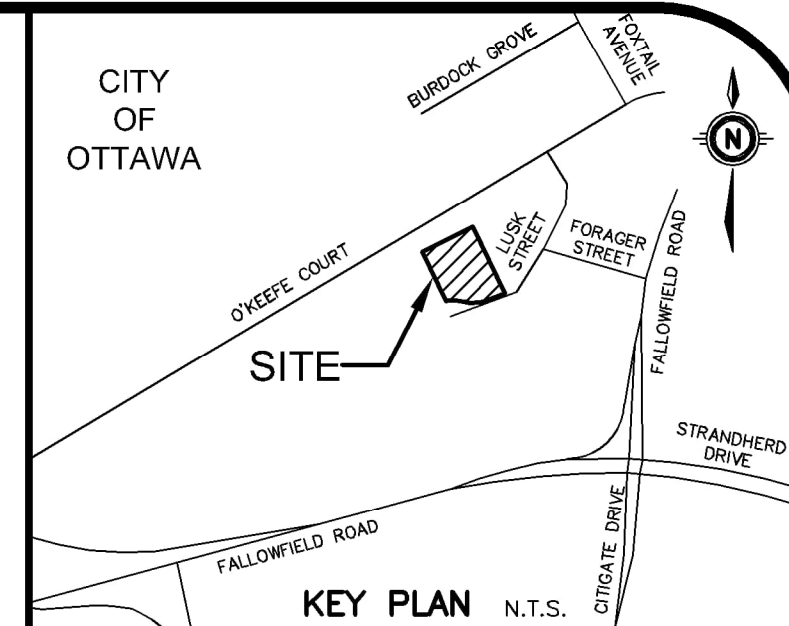 CITY
OF
OTTAWA
BURDOCK GROVE
FOXTAIL
AVENUE
N
O'KEEFE COURT
LUSK
STREET
FORAGER
STREET
FALLOWFIELD ROAD
SITE
STRANDHERD
DRIVE
CITIGATE DRIVE
FALLOWFIELD ROAD
KEY PLAN N.T.S.